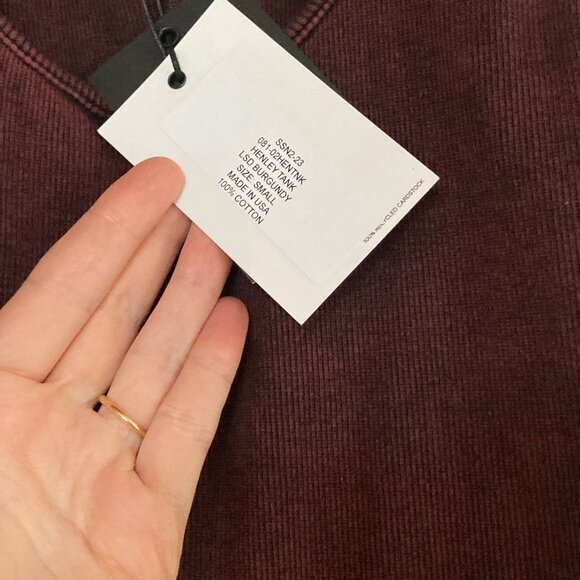 SSN2-23
081-02HENTNK
HENLEY TANK
LSD BURGUNDY
SIZE: SMALL
MADE IN USA
100% COTTON
100% RECYCLED CARDSTOCK